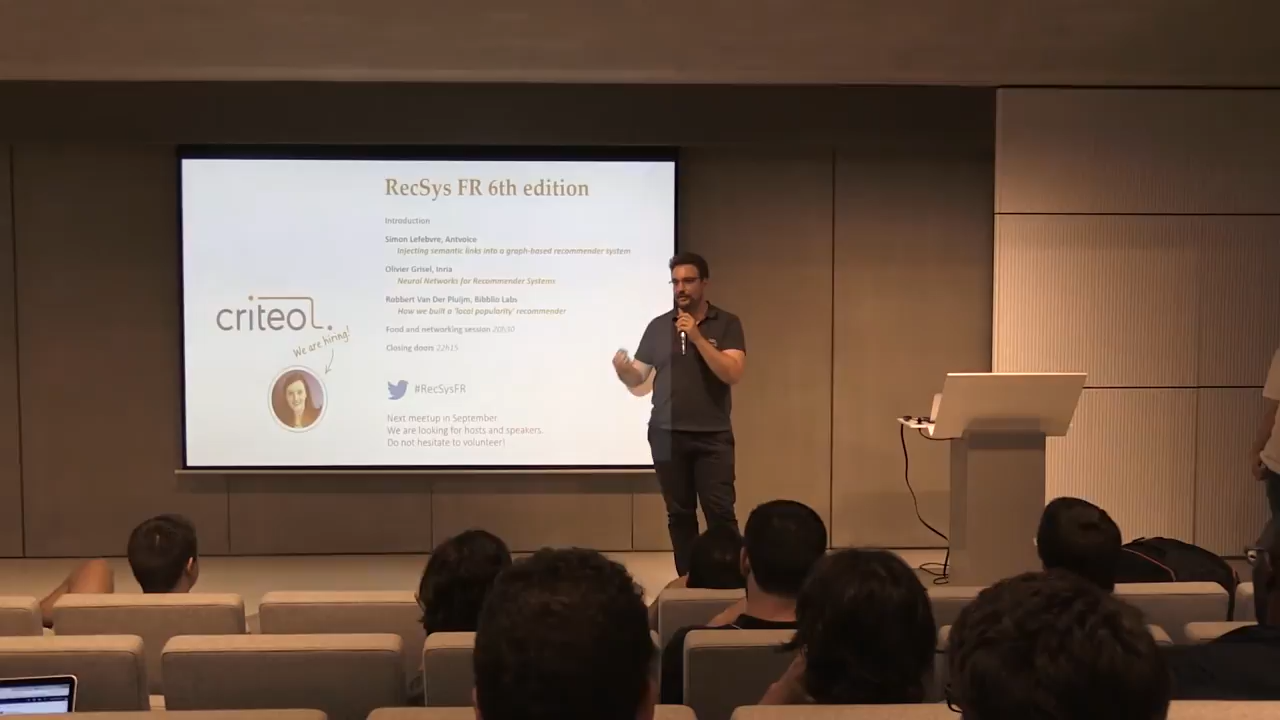 RecSys FR 6th edition
Introduction
Simon Lefebvre, Antvoice
Injecting semantic links into a graph-based recommender system
Olivier Grisel, Inria
Neural Networks for Recommender Systems
Robbert Van Der Pluijm, Bibblio Labs
How we built a 'local popularity' recommender
Food and networking session 20h30
Closing doors 22h15
criteo
We are hiring!
#RecSysFR
Next meetup in September
We are looking for hosts and speakers.
Do not hesitate to volunteer!